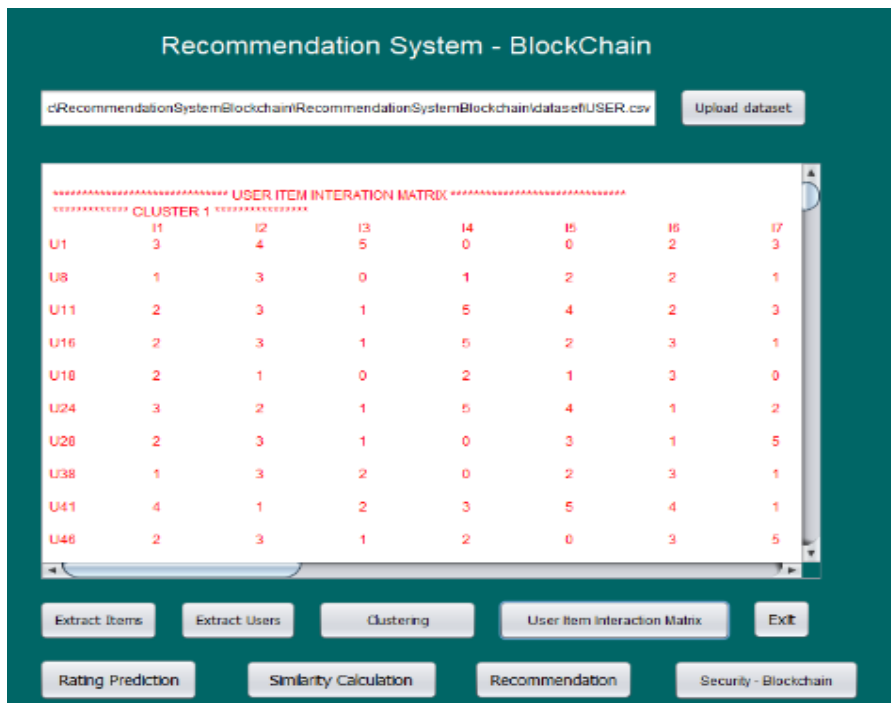 Recommendation System - BlockChain
c\RecommendationSystemBlockchain\RecommendationSystemBlockchain\dataset\USER.csv Upload dataset
****************************** USER ITEM INTERATION MATRIX ******************************
************* CLUSTER 1 ****************
I1 I2 I3 I4 I5 I6 I7
U1 3 4 5 0 0 2 3
U8 1 3 0 1 2 2 1
U11 2 3 1 5 4 2 3
U16 2 3 1 5 2 3 1
U18 2 1 0 2 1 3 0
U24 3 2 1 5 4 1 2
U28 2 3 1 0 3 1 5
U38 1 3 2 0 2 3 1
U41 4 1 2 3 5 4 1
U46 2 3 1 2 0 3 5
Extract Items Extract Users Clustering User Item Interaction Matrix Exit
Rating Prediction Similarity Calculation Recommendation Security - Blockchain